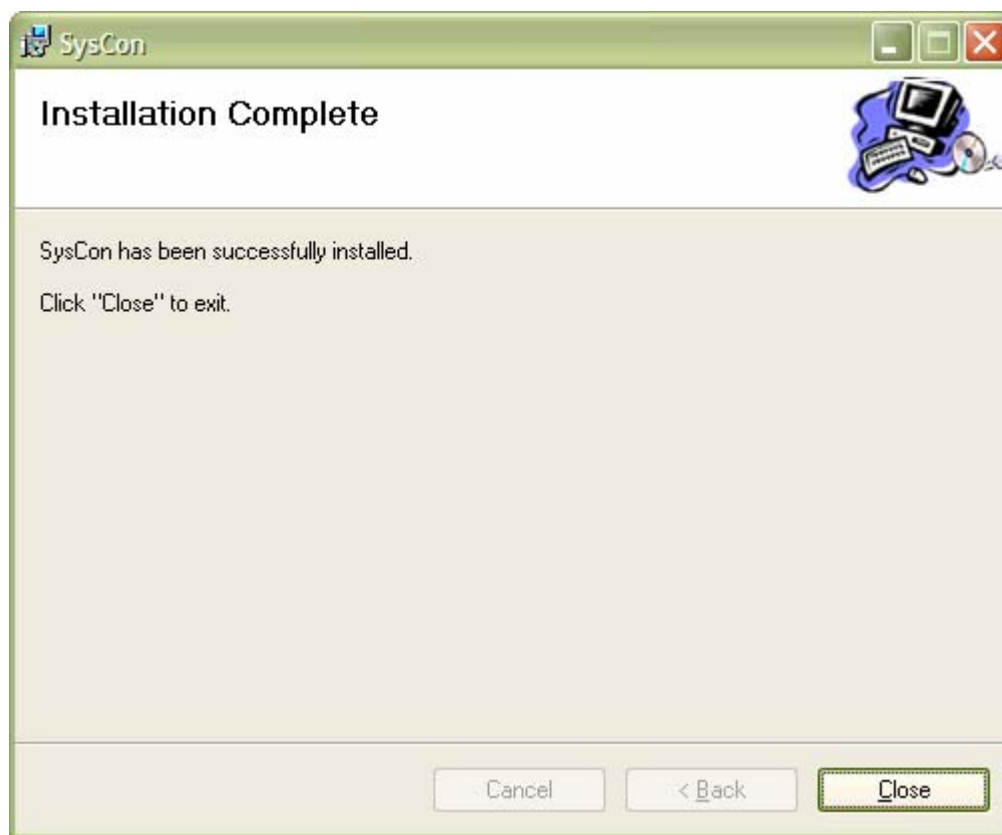 SysCon
Installation Complete
SysCon has been successfully installed.
Click "Close" to exit.
Cancel < Back Close